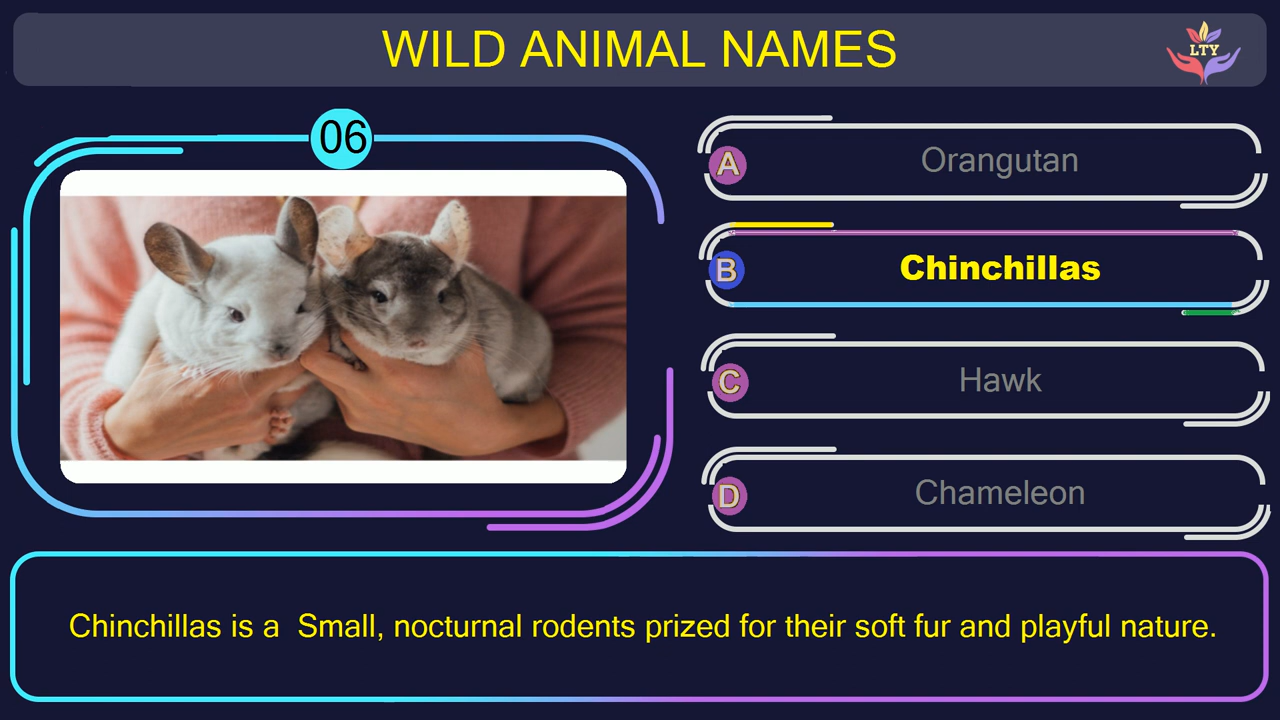 WILD ANIMAL NAMES
LTY
06
A
Orangutan
B
Chinchillas
C
Hawk
D
Chameleon
Chinchillas is a  Small, nocturnal rodents prized for their soft fur and playful nature.